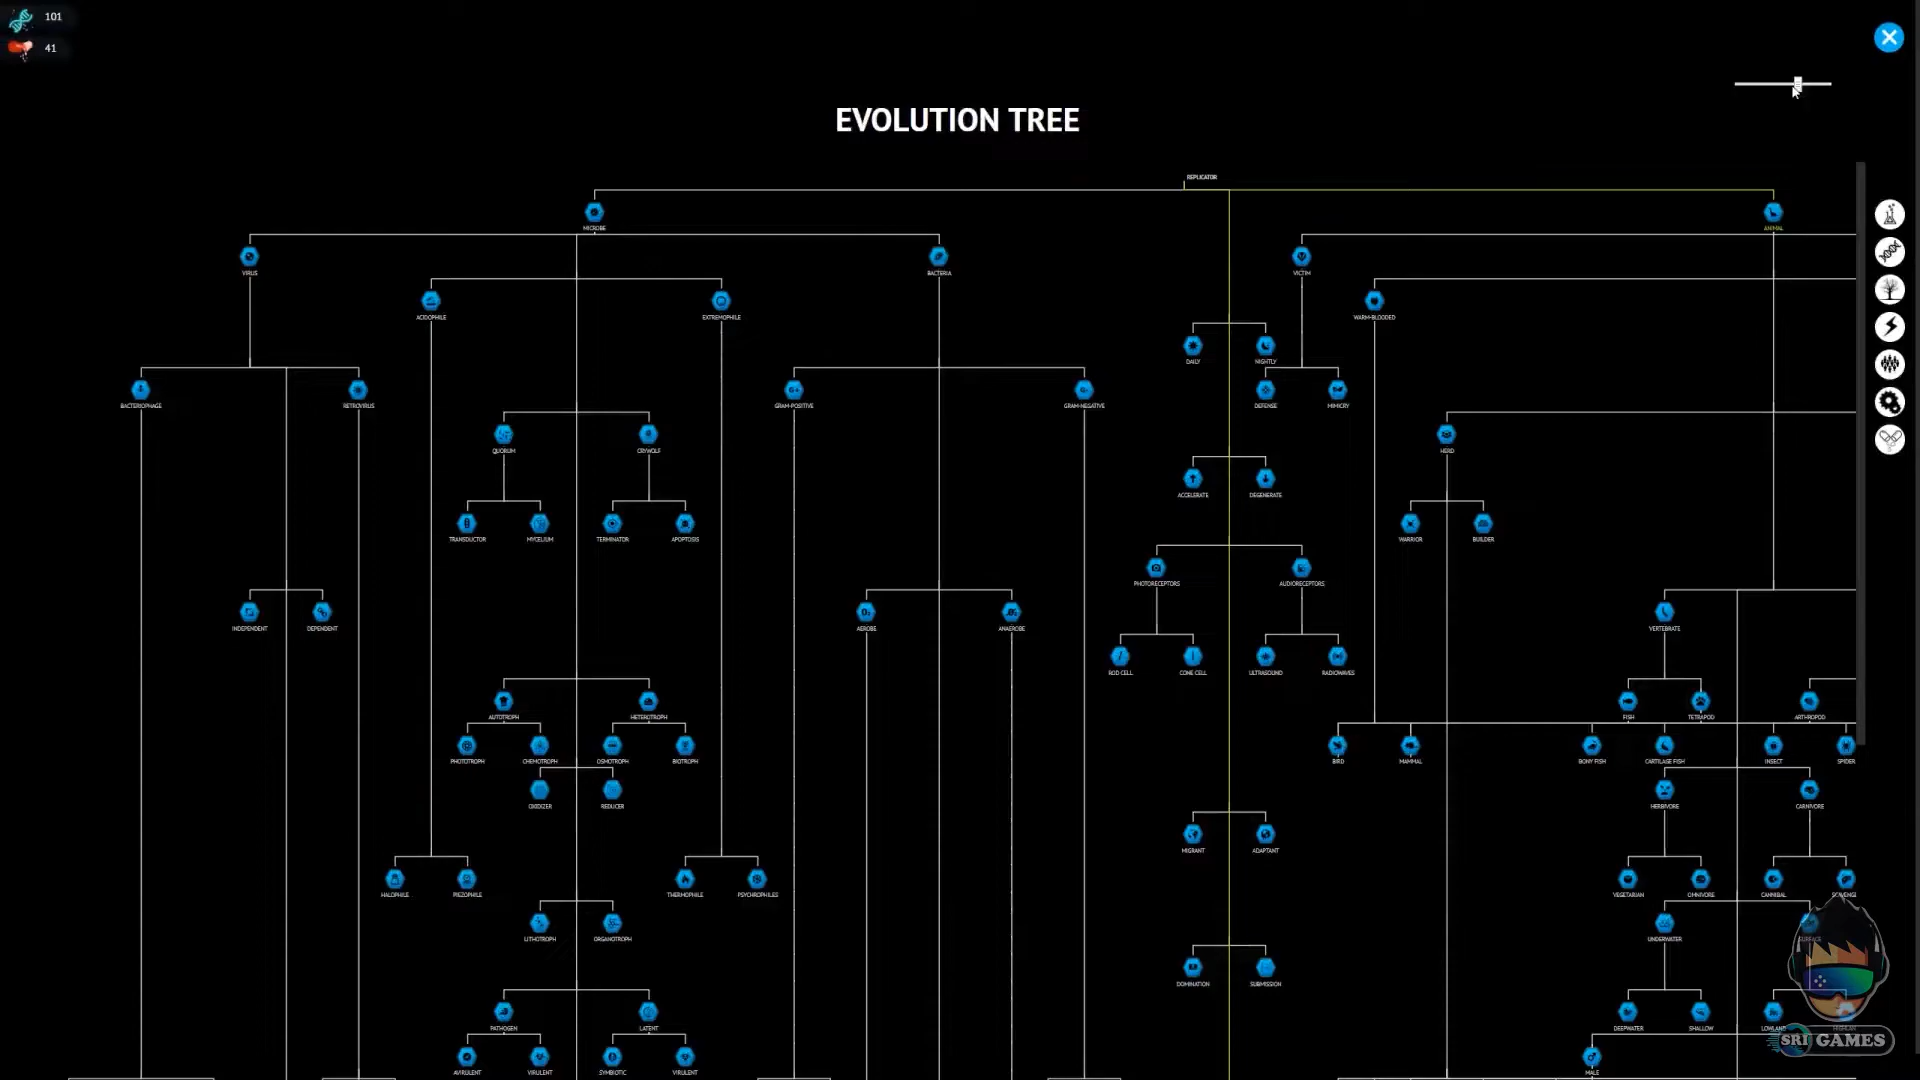 101
41
EVOLUTION TREE
REPLICATOR
MICROBE
ANIMAL
VIRUS
BACTERIA
VICTIM
ACIDOPHILE
EXTREMOPHILE
WARM-BLOODED
DAILY
NIGHTLY
BACTERIOPHAGE
RETROVIRUS
GRAM-POSITIVE
GRAM-NEGATIVE
DEFENSE
MIMICRY
QUORUM
CRYWOLF
HERD
ACCELERATE
DEGENERATE
TRANSDUCTOR
MYCELIUM
TERMINATOR
APOPTOSIS
WARRIOR
BUILDER
PHOTORECEPTORS
AUDIORECEPTORS
INDEPENDENT
DEPENDENT
AEROBE
ANAEROBE
VERTEBRATE
ROD CELL
CONE CELL
ULTRASOUND
RADIOWAVES
AUTOTROPH
HETEROTROPH
FISH
TETRAPOD
ARTHROPOD
PHOTOTROPH
CHEMOTROPH
OSMOTROPH
BIOTROPH
BIRD
MAMMAL
BONY FISH
CARTILAGE FISH
INSECT
SPIDER
OXIDIZER
REDUCER
HERBIVORE
CARNIVORE
MIGRANT
ADAPTANT
HALOPHILE
PIEZOPHILE
THERMOPHILE
PSYCHROPHILES
VEGETARIAN
OMNIVORE
CANNIBAL
SCAVENGE
LITHOTROPH
ORGANOTROPH
UNDERWATER
SURFACE
DOMINATION
SUBMISSION
PATHOGEN
LATENT
DEEPWATER
SHALLOW
LOWLAND
SRI GAMES
AVIRULENT
VIRULENT
SYMBIOTIC
VIRULENT
MALE